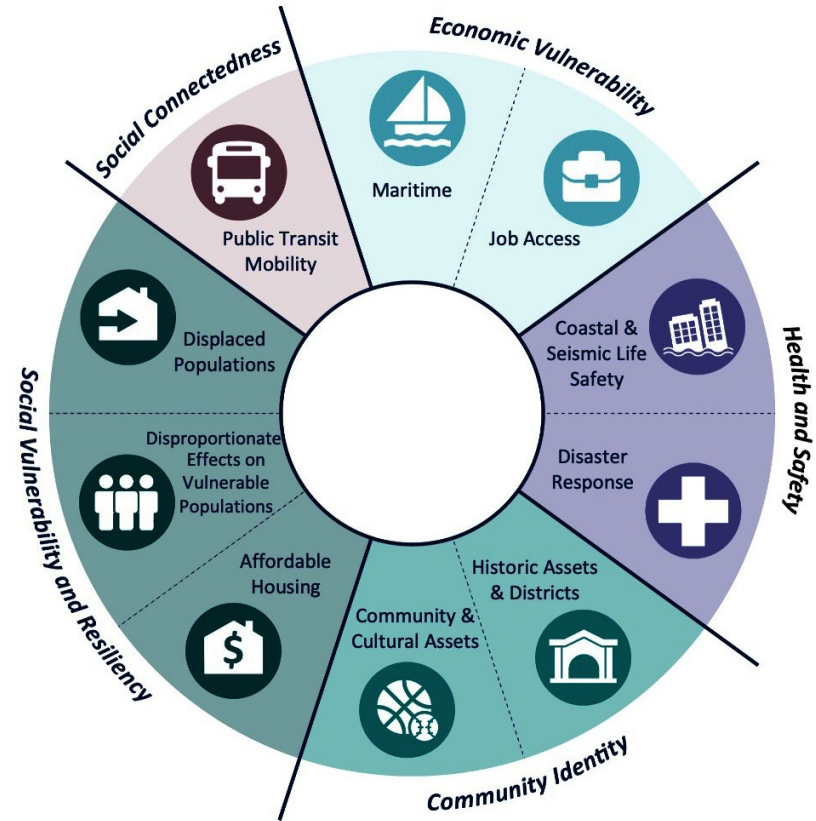 Social Connectedness
Public Transit
Mobility
Economic Vulnerability
Maritime
Job Access
Health and Safety
Coastal &
Seismic Life
Safety
Disaster
Response
Community Identity
Historic Assets
& Districts
Community &
Cultural Assets
Social Vulnerability and Resiliency
Affordable
Housing
Disproportionate
Effects on
Vulnerable
Populations
Displaced
Populations
$